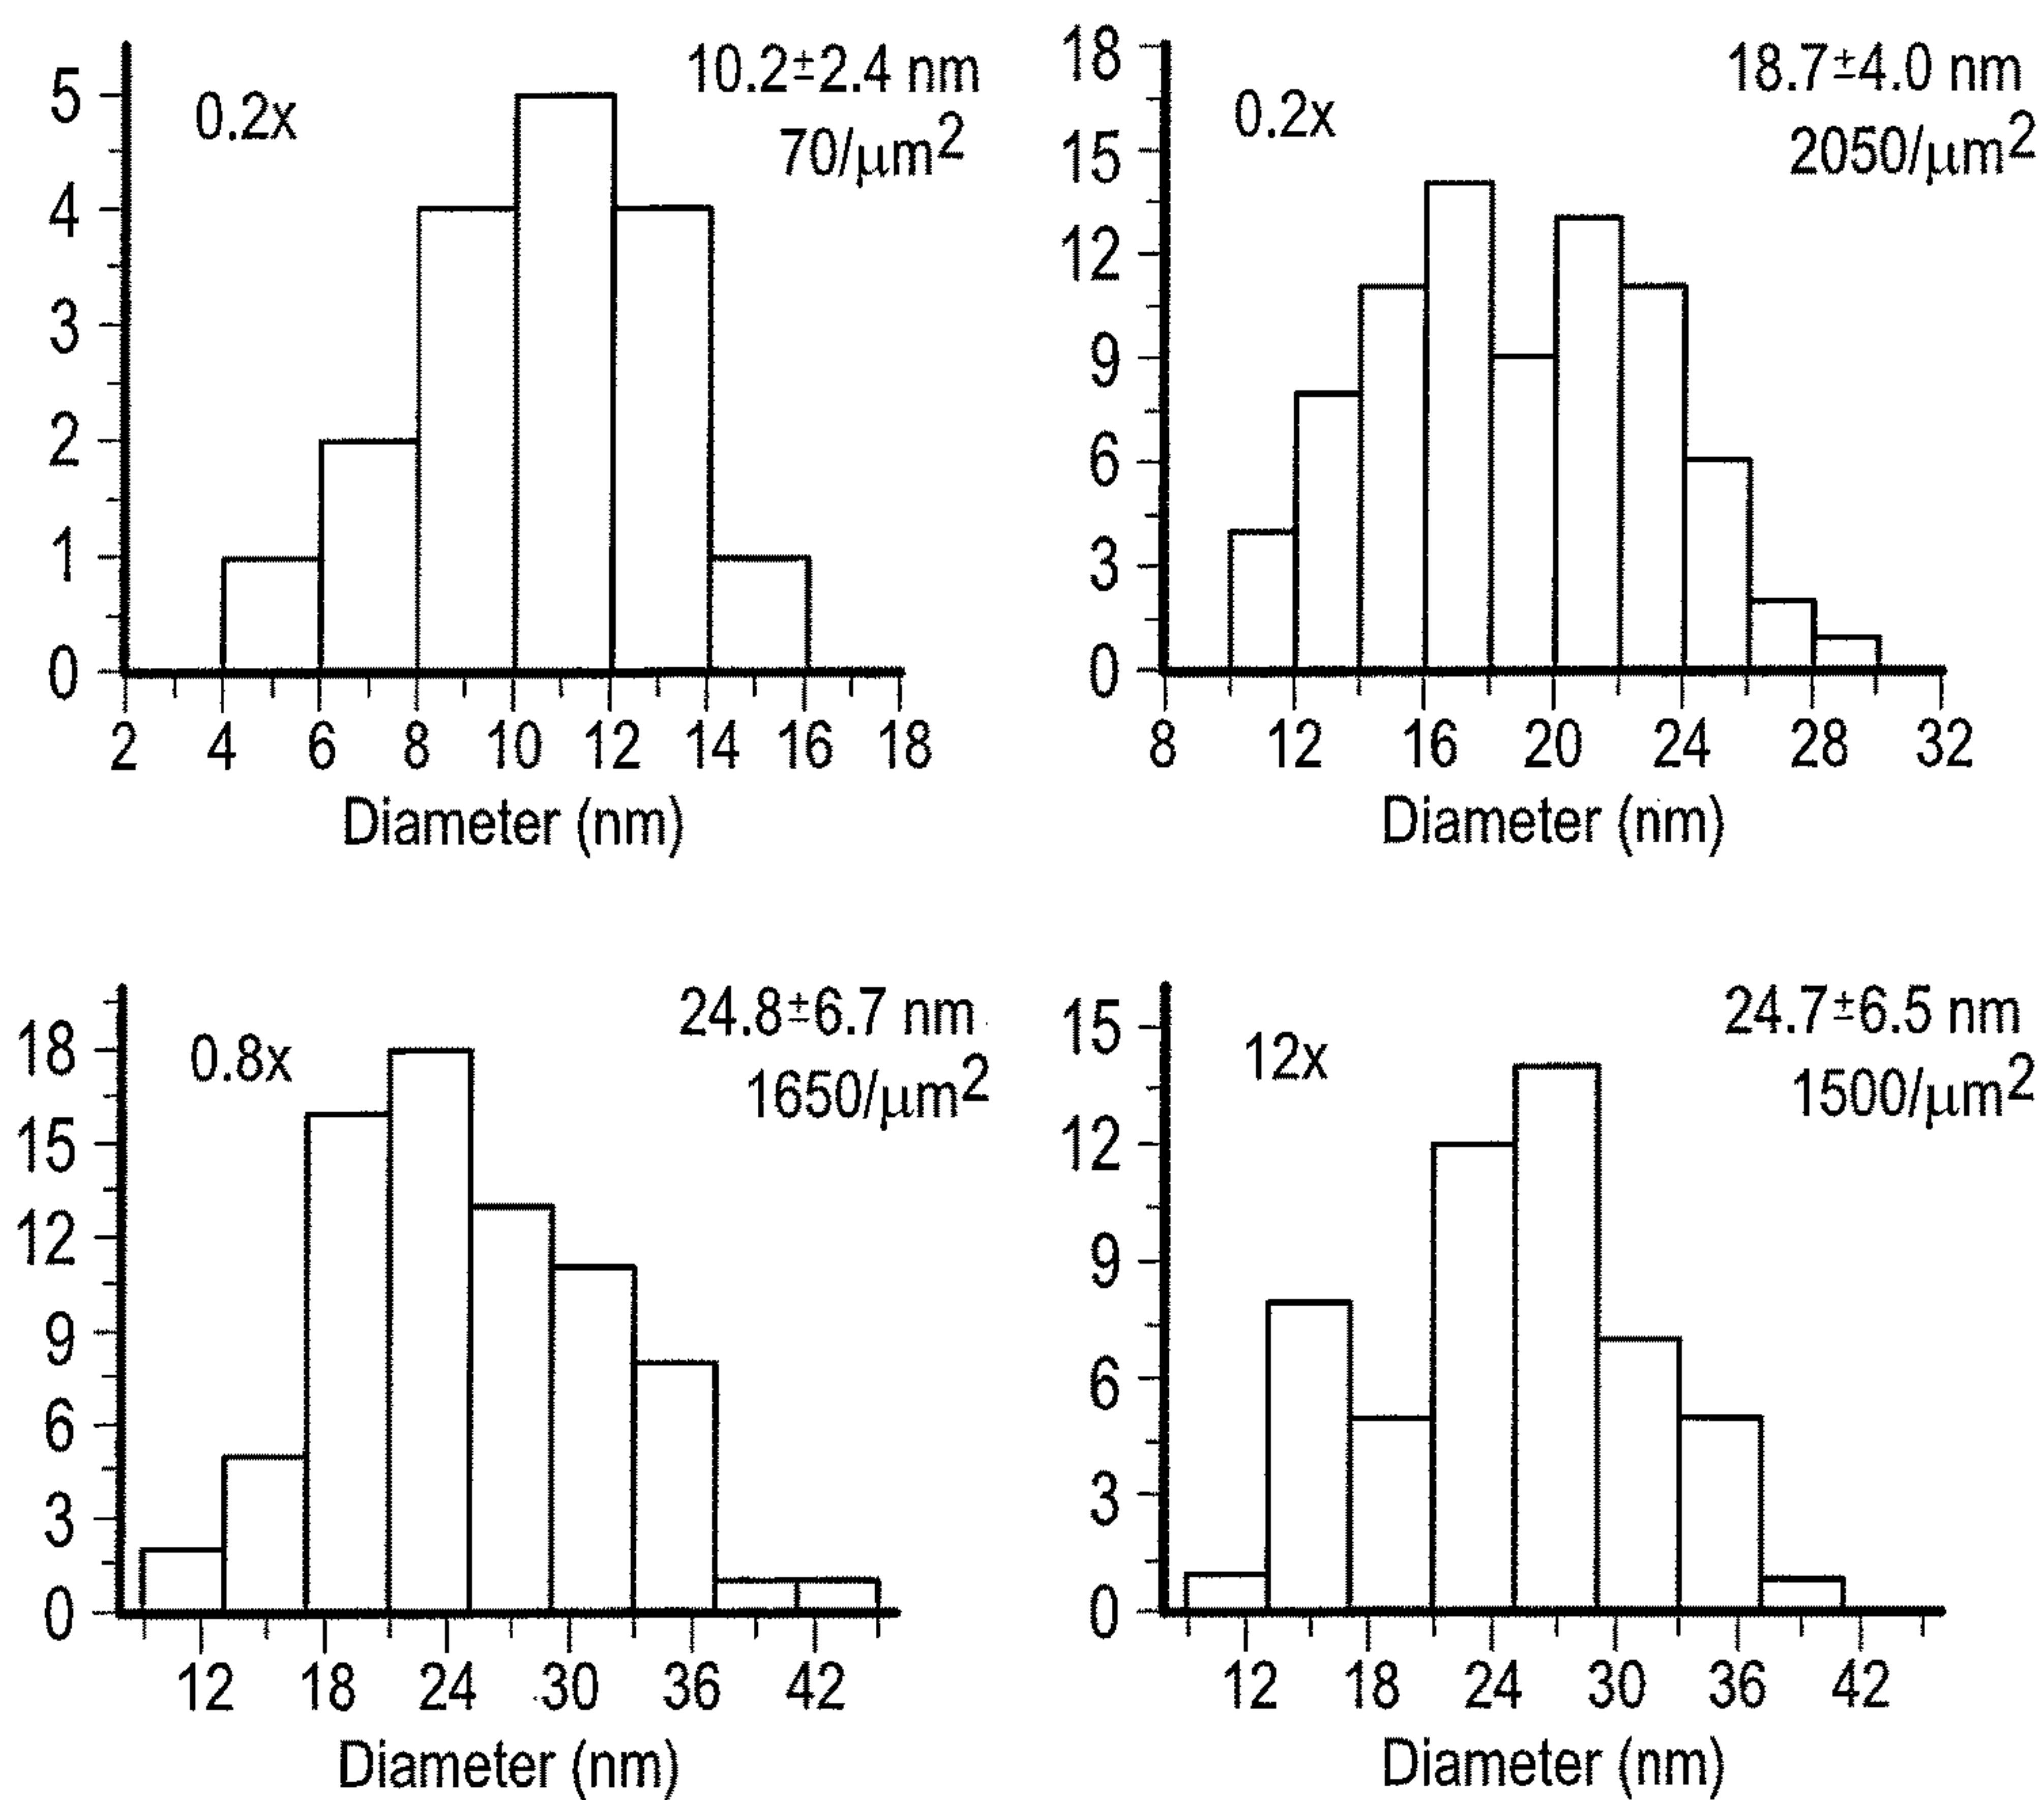 10.2±2.4 nm
70/μm²
0.2x
5
4
3
2
1
0
2 4 6 8 10 12 14 16 18
Diameter (nm)
18.7±4.0 nm
2050/μm²
0.2x
18
15
12
9
6
3
0
8 12 16 20 24 28 32
Diameter (nm)
24.8±6.7 nm
1650/μm²
0.8x
18
15
12
9
6
3
0
12 18 24 30 36 42
Diameter (nm)
24.7±6.5 nm
1500/μm²
12x
15
12
9
6
3
0
12 18 24 30 36 42
Diameter (nm)